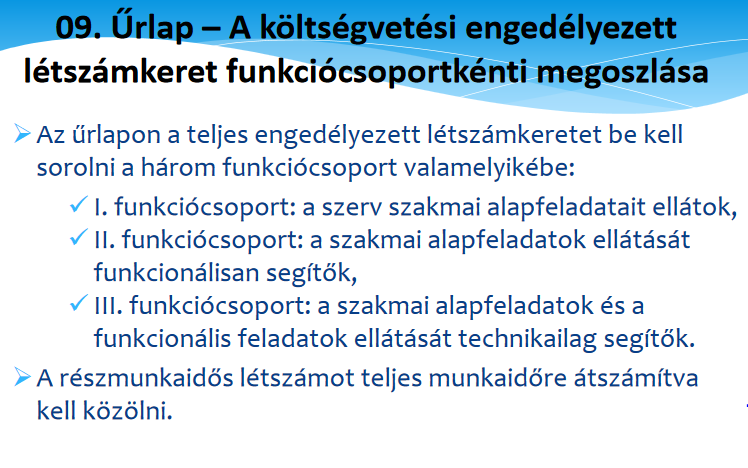 09. Űrlap – A költségvetési engedélyezett
létszámkeret funkciócsoportkénti megoszlása
Az űrlapon a teljes engedélyezett létszámkeretet be kell
sorolni a három funkciócsoport valamelyikébe:
I. funkciócsoport: a szerv szakmai alapfeladatait ellátok,
II. funkciócsoport: a szakmai alapfeladatok ellátását
funkcionálisan segítők,
III. funkciócsoport: a szakmai alapfeladatok és a
funkcionális feladatok ellátását technikailag segítők.
A részmunkaidős létszámot teljes munkaidőre átszámítva
kell közölni.